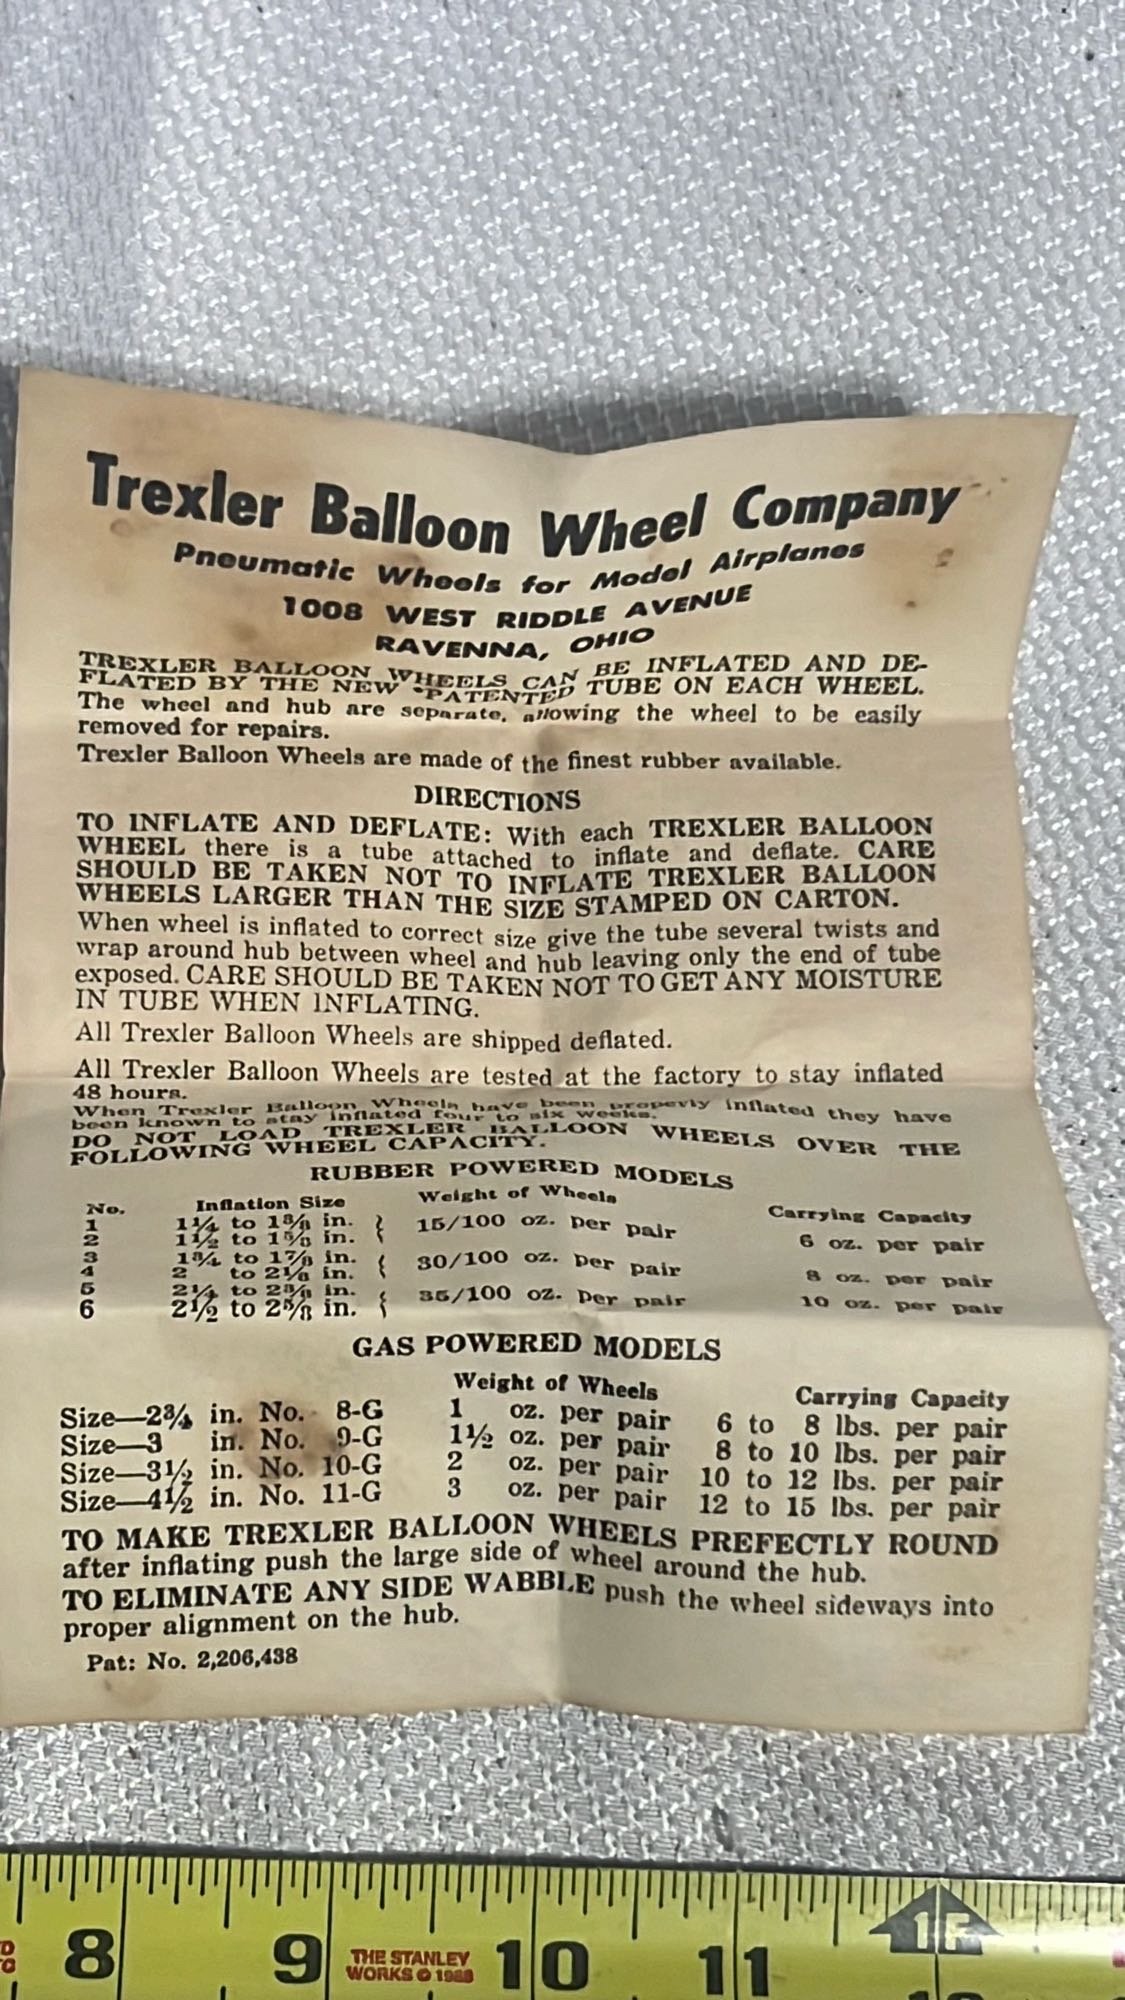 Trexler Balloon Wheel Company
Pneumatic Wheels for Model Airplanes
1008 WEST RIDDLE AVENUE
RAVENNA, OHIO
TREXLER BALLOON WHEELS CAN BE INFLATED AND DE-
FLATED BY THE NEW *PATENTED TUBE ON EACH WHEEL.
The wheel and hub are separate, allowing the wheel to be easily
removed for repairs.
Trexler Balloon Wheels are made of the finest rubber available.
DIRECTIONS
TO INFLATE AND DEFLATE: With each TREXLER BALLOON
WHEEL there is a tube attached to inflate and deflate. CARE
SHOULD BE TAKEN NOT TO INFLATE TREXLER BALLOON
WHEELS LARGER THAN THE SIZE STAMPED ON CARTON.
When wheel is inflated to correct size give the tube several twists and
wrap around hub between wheel and hub leaving only the end of tube
exposed. CARE SHOULD BE TAKEN NOT TO GET ANY MOISTURE
IN TUBE WHEN INFLATING.
All Trexler Balloon Wheels are shipped deflated.
All Trexler Balloon Wheels are tested at the factory to stay inflated
48 hours.
When Trexler Balloon Wheels have been properly inflated they have
been known to stay inflated four to six weeks.
DO NOT LOAD TREXLER BALLOON WHEELS OVER THE
FOLLOWING WHEEL CAPACITY.
RUBBER POWERED MODELS
No. Inflation Size Weight of Wheels Carrying Capacity
1 1¼ to 1⅜ in. } 15/100 oz. per pair 6 oz. per pair
2 1½ to 1⅝ in.
3 1¾ to 1⅞ in. { 30/100 oz. per pair 8 oz. per pair
4 2 to 2⅛ in.
5 2¼ to 2⅜ in. { 35/100 oz. per pair 10 oz. per pair
6 2½ to 2⅝ in.
GAS POWERED MODELS
Weight of Wheels Carrying Capacity
Size—2¾ in. No. 8-G 1 oz. per pair 6 to 8 lbs. per pair
Size—3 in. No. 9-G 1½ oz. per pair 8 to 10 lbs. per pair
Size—3½ in. No. 10-G 2 oz. per pair 10 to 12 lbs. per pair
Size—4½ in. No. 11-G 3 oz. per pair 12 to 15 lbs. per pair
TO MAKE TREXLER BALLOON WHEELS PREFECTLY ROUND
after inflating push the large side of wheel around the hub.
TO ELIMINATE ANY SIDE WABBLE push the wheel sideways into
proper alignment on the hub.
Pat: No. 2,206,438
8 9 THE STANLEY 10 11 1F
WORKS © 1988